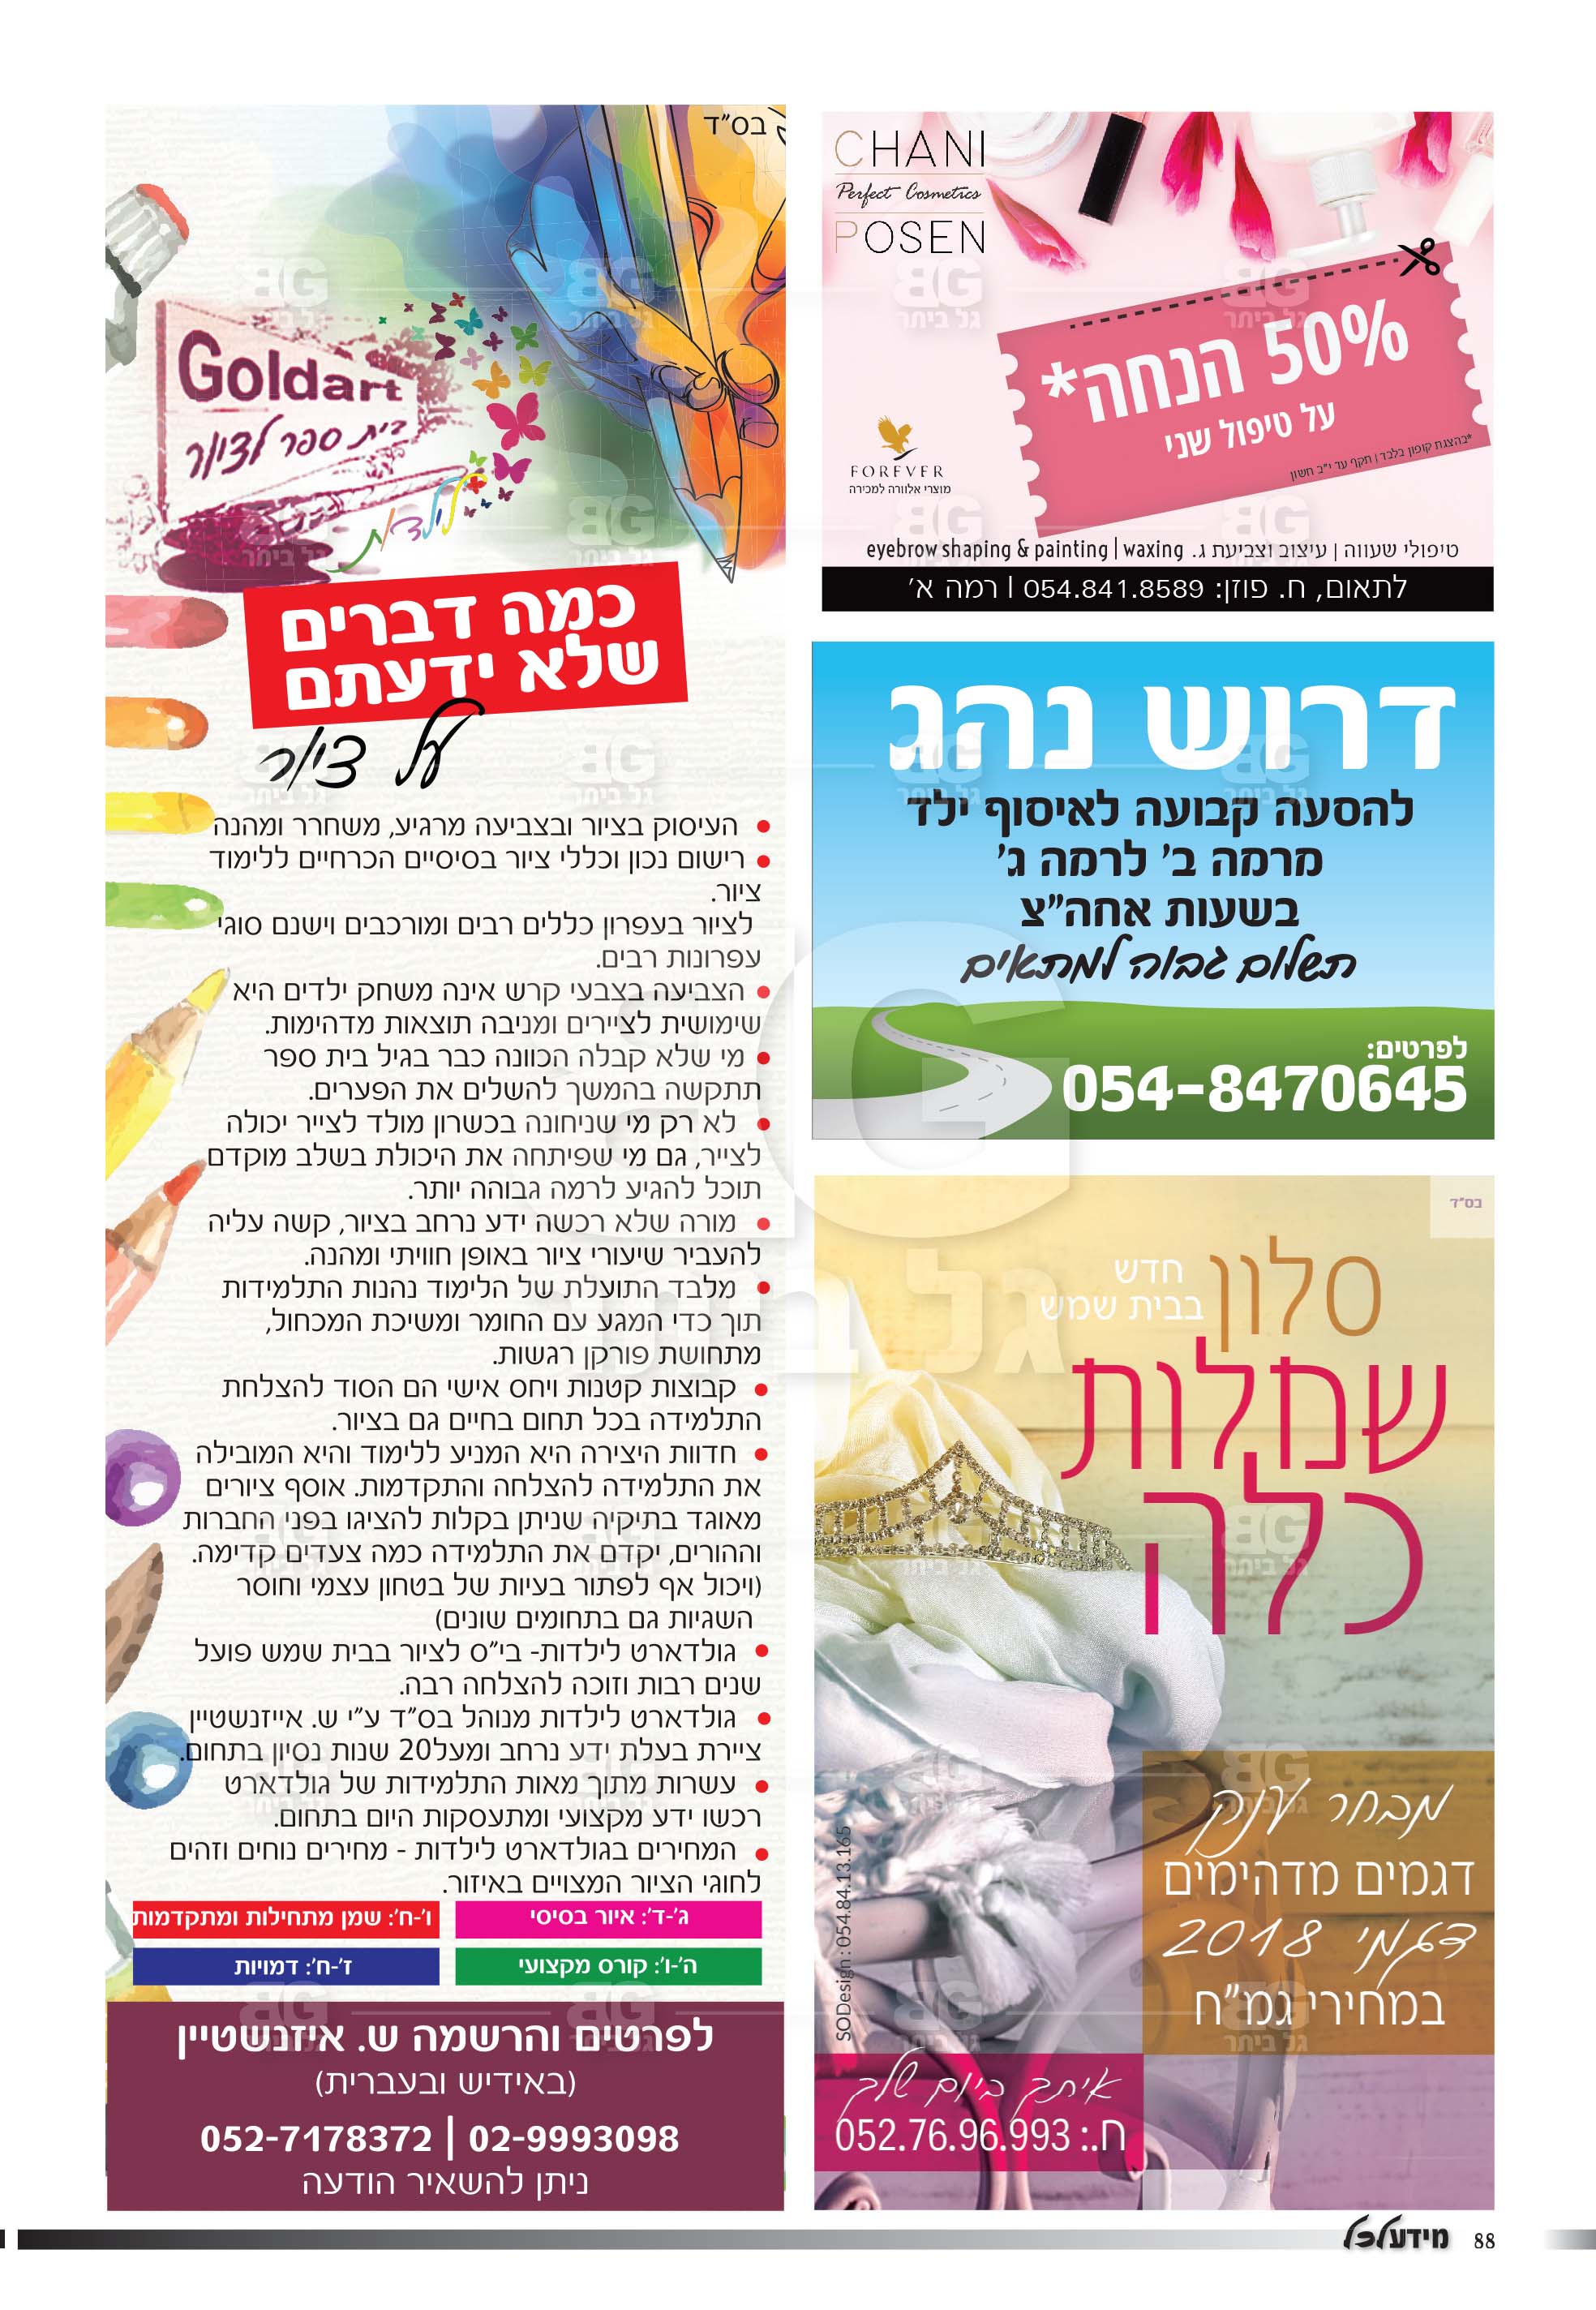 CHANI
Perfect Cosmetics
POSEN
50% הנחה*
על טיפול שני
*בהצגת קופון בלבד | תקף עד י"ב חשון
FOREVER
מוצרי אלוורה למכירה
טיפולי שעווה | עיצוב וצביעת ג. eyebrow shaping & painting | waxing
לתאום, ח. פוזן: 054.841.8589 | רמה א'
דרוש נהג
להסעה קבועה לאיסוף ילד
מרמה ב' לרמה ג'
בשעות אחה"צ
תשלום גבוה למתאים
לפרטים:
054-8470645
בס"ד
סלון
חדש
בבית שמש
שמלות
כלה
מבחר ענק
דגמים מדהימים
דגמי 2018
במחירי גמ"ח
SODesign : 054.84.13.165
איתך ביום שלך
ח.: 052.76.96.993
בס"ד
Goldart
בית ספר לציור
לילדות
כמה דברים
שלא ידעתם
על ציור
• העיסוק בציור ובצביעה מרגיע, משחרר ומהנה
• רישום נכון וכללי ציור בסיסיים הכרחיים ללימוד
ציור.
לציור בעפרון כללים רבים ומורכבים וישנם סוגי
עפרונות רבים.
• הצביעה בצבעי קרש אינה משחק ילדים היא
שימושית לציירים ומניבה תוצאות מדהימות.
• מי שלא קבלה הכוונה כבר בגיל בית ספר
תתקשה בהמשך להשלים את הפערים.
• לא רק מי שניחונה בכשרון מולד לצייר יכולה
לצייר, גם מי שפיתחה את היכולת בשלב מוקדם
תוכל להגיע לרמה גבוהה יותר.
• מורה שלא רכשה ידע נרחב בציור, קשה עליה
להעביר שיעורי ציור באופן חוויתי ומהנה.
• מלבד התועלת של הלימוד נהנות התלמידות
תוך כדי המגע עם החומר ומשיכת המכחול,
מתחושת פורקן רגשות.
• קבוצות קטנות ויחס אישי הם הסוד להצלחת
התלמידה בכל תחום בחיים גם בציור.
• חדוות היצירה היא המניע ללימוד והיא המובילה
את התלמידה להצלחה והתקדמות. אוסף ציורים
מאוגד בתיקיה שניתן בקלות להציגו בפני החברות
וההורים, יקדם את התלמידה כמה צעדים קדימה.
(ויכול אף לפתור בעיות של בטחון עצמי וחוסר
השגיות גם בתחומים שונים)
• גולדארט לילדות- בי"ס לציור בבית שמש פועל
שנים רבות וזוכה להצלחה רבה.
• גולדארט לילדות מנוהל בס"ד ע"י ש. אייזנשטיין
ציירת בעלת ידע נרחב ומעל20 שנות נסיון בתחום.
• עשרות מתוך מאות התלמידות של גולדארט
רכשו ידע מקצועי ומתעסקות היום בתחום.
• המחירים בגולדארט לילדות - מחירים נוחים וזהים
לחוגי הציור המצויים באיזור.
ג'-ד': איור בסיסי
ו'-ח': שמן מתחילות ומתקדמות
ה'-ו': קורס מקצועי
ז'-ח': דמויות
לפרטים והרשמה ש. איזנשטיין
(באידיש ובעברית)
052-7178372 | 02-9993098
ניתן להשאיר הודעה
88 מידע לכל
BG
גל ביתר